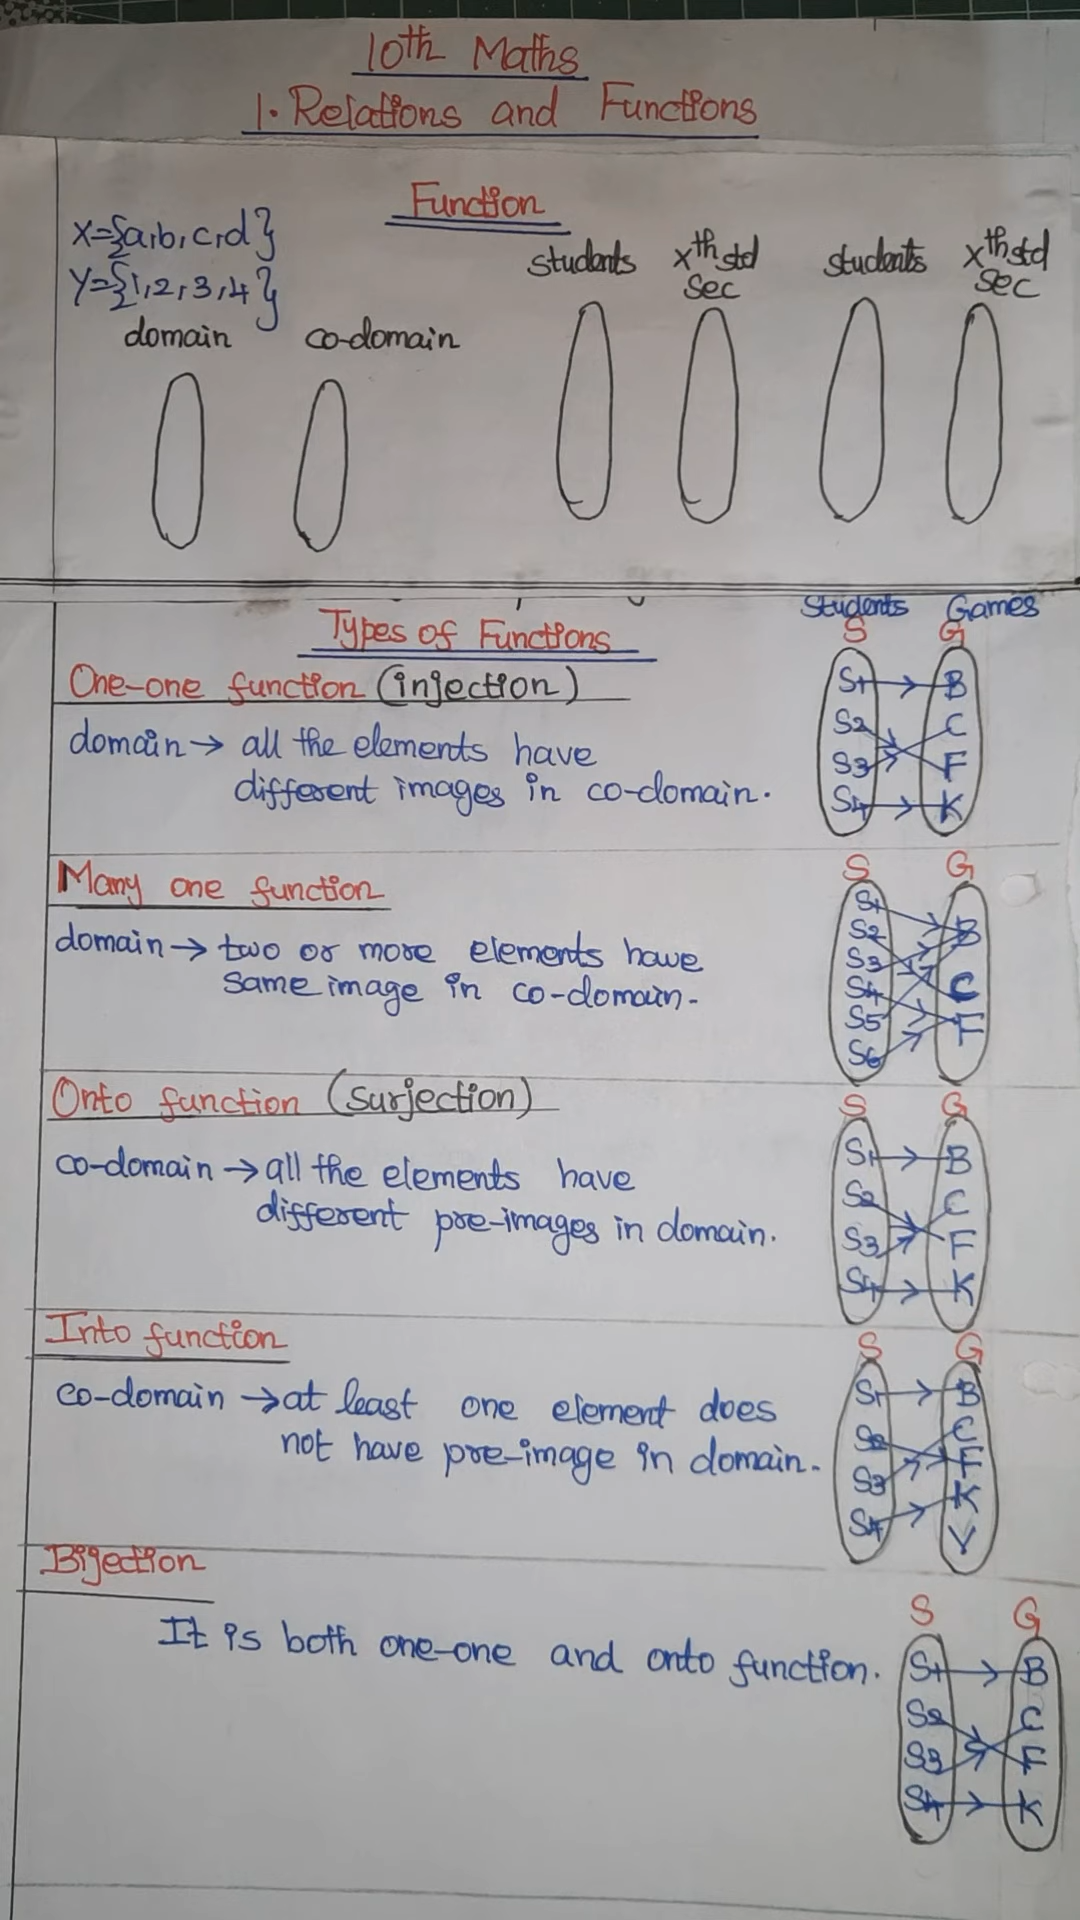 10th Maths
1. Relations and Functions
Function
X={a,b,c,d}
Y={1,2,3,4}
domain co-domain
students Xth std sec
students Xth std sec
Types of Functions
Students Games
S G
One-one function (injection)
domain → all the elements have
different images in co-domain.
S1 B
S2 C
S3 F
S4 K
Many one function
domain → two or more elements have
same image in co-domain.
S G
S1
S2 B
S3
S4 C
S5 F
S6
Onto function (surjection)
co-domain → all the elements have
different pre-images in domain.
S G
S1 B
S2 C
S3 F
S4 K
Into function
co-domain → at least one element does
not have pre-image in domain.
S G
S1 B
S2 C
S3 F
S4 K
V
Bijection
It is both one-one and onto function.
S G
S1 B
S2 C
S3 F
S4 K